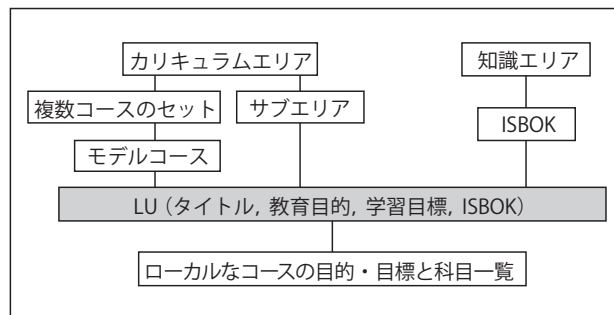 カリキュラムエリア
知識エリア
複数コースのセット
サブエリア
ISBOK
モデルコース
LU(タイトル, 教育目的, 学習目標, ISBOK)
ローカルなコースの目的・目標と科目一覧